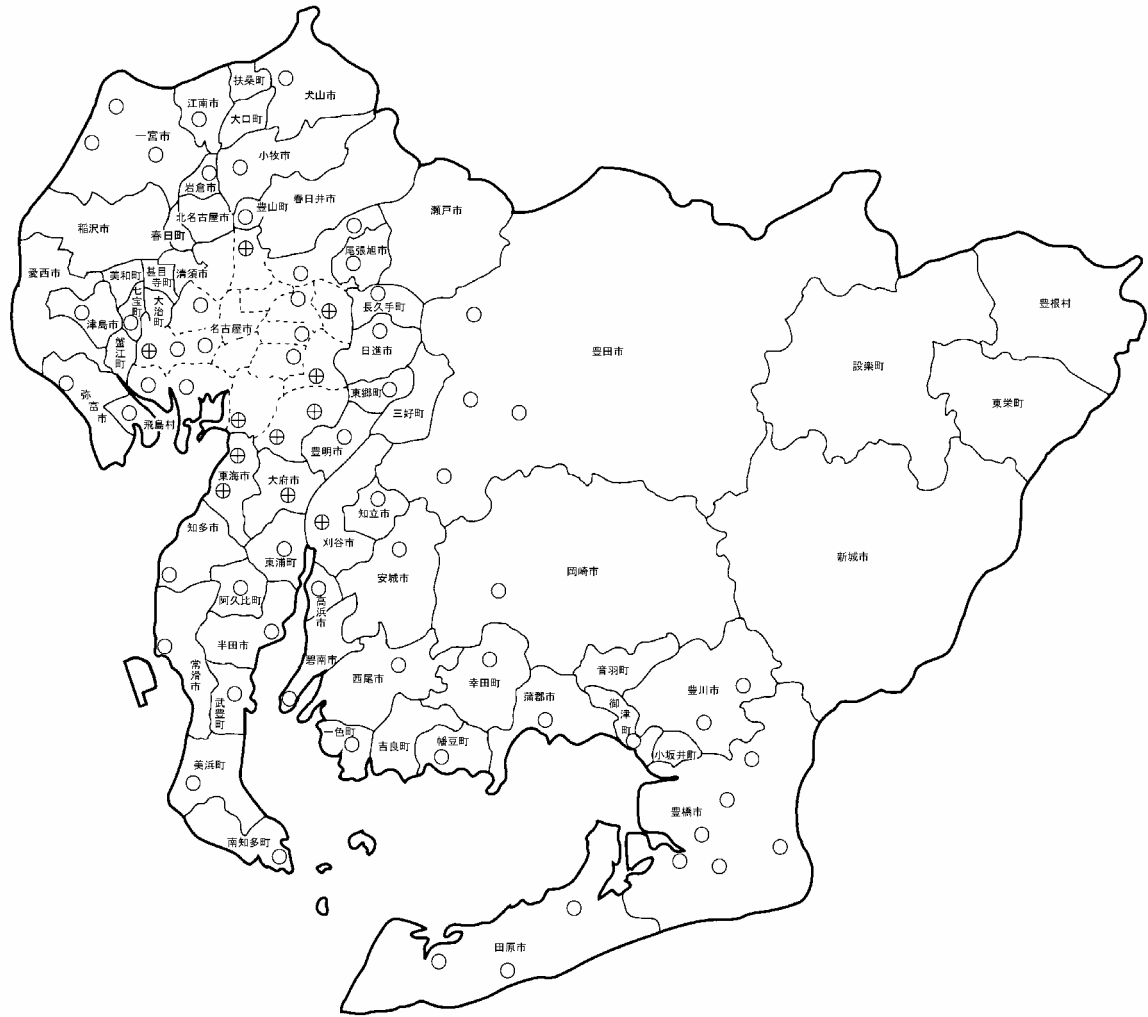 扶桑町
犬山市
江南市
大口町
一宮市
小牧市
岩倉市
春日井市
豊山町
瀬戸市
北名古屋市
稲沢市
春日町
尾張旭市
愛西市
美和町
甚目寺町
清須市
七宝町
大治町
長久手町
豊根村
津島市
名古屋市
蟹江町
日進市
豊田市
設楽町
弥富市
東郷町
三好町
東栄町
飛島村
豊明市
東海市
大府市
知立市
知多市
刈谷市
新城市
東浦町
安城市
岡崎市
阿久比町
高浜市
半田市
碧南市
常滑市
西尾市
幸田町
音羽町
蒲郡市
豊川市
武豊町
御津町
一色町
吉良町
幡豆町
小坂井町
美浜町
豊橋市
南知多町
田原市